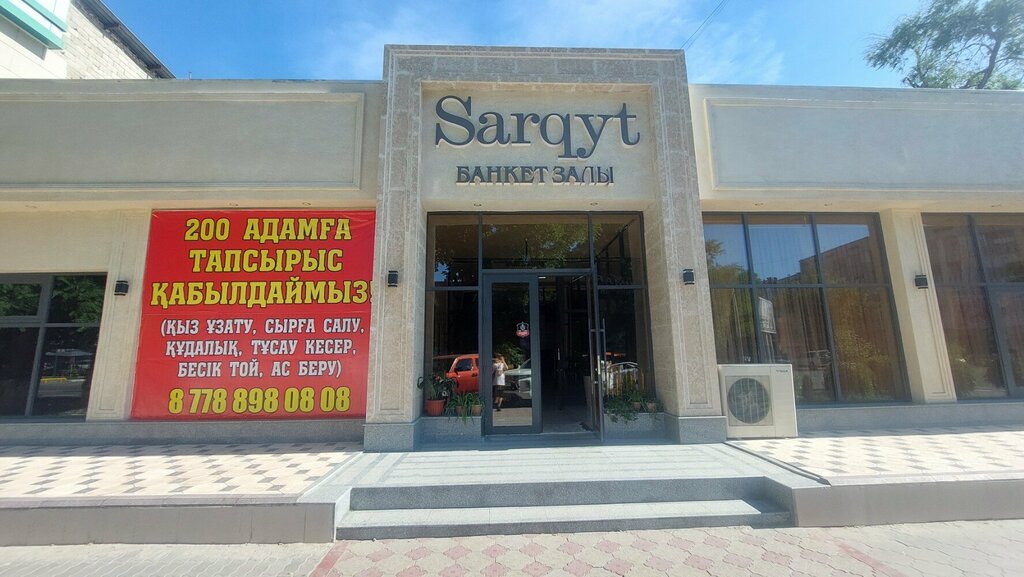 Sarqyt
БАНКЕТ ЗАЛЫ
200 АДАМҒА
ТАПСЫРЫС
ҚАБЫЛДАЙМЫЗ!
(ҚЫЗ ҰЗАТУ, СЫРҒА САЛУ,
ҚҰДАЛЫҚ, ТҰСАУ КЕСЕР,
БЕСІК ТОЙ, АС БЕРУ)
8 778 898 08 08